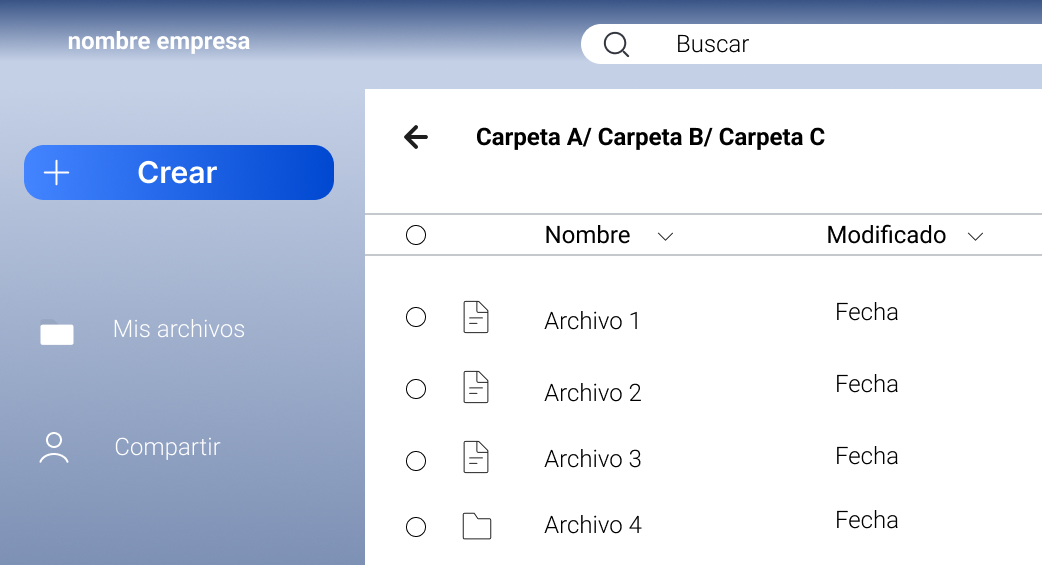 nombre empresa
Buscar
Crear
Mis archivos
Compartir
Carpeta A/ Carpeta B/ Carpeta C
Nombre Modificado
Archivo 1 Fecha
Archivo 2 Fecha
Archivo 3 Fecha
Archivo 4 Fecha